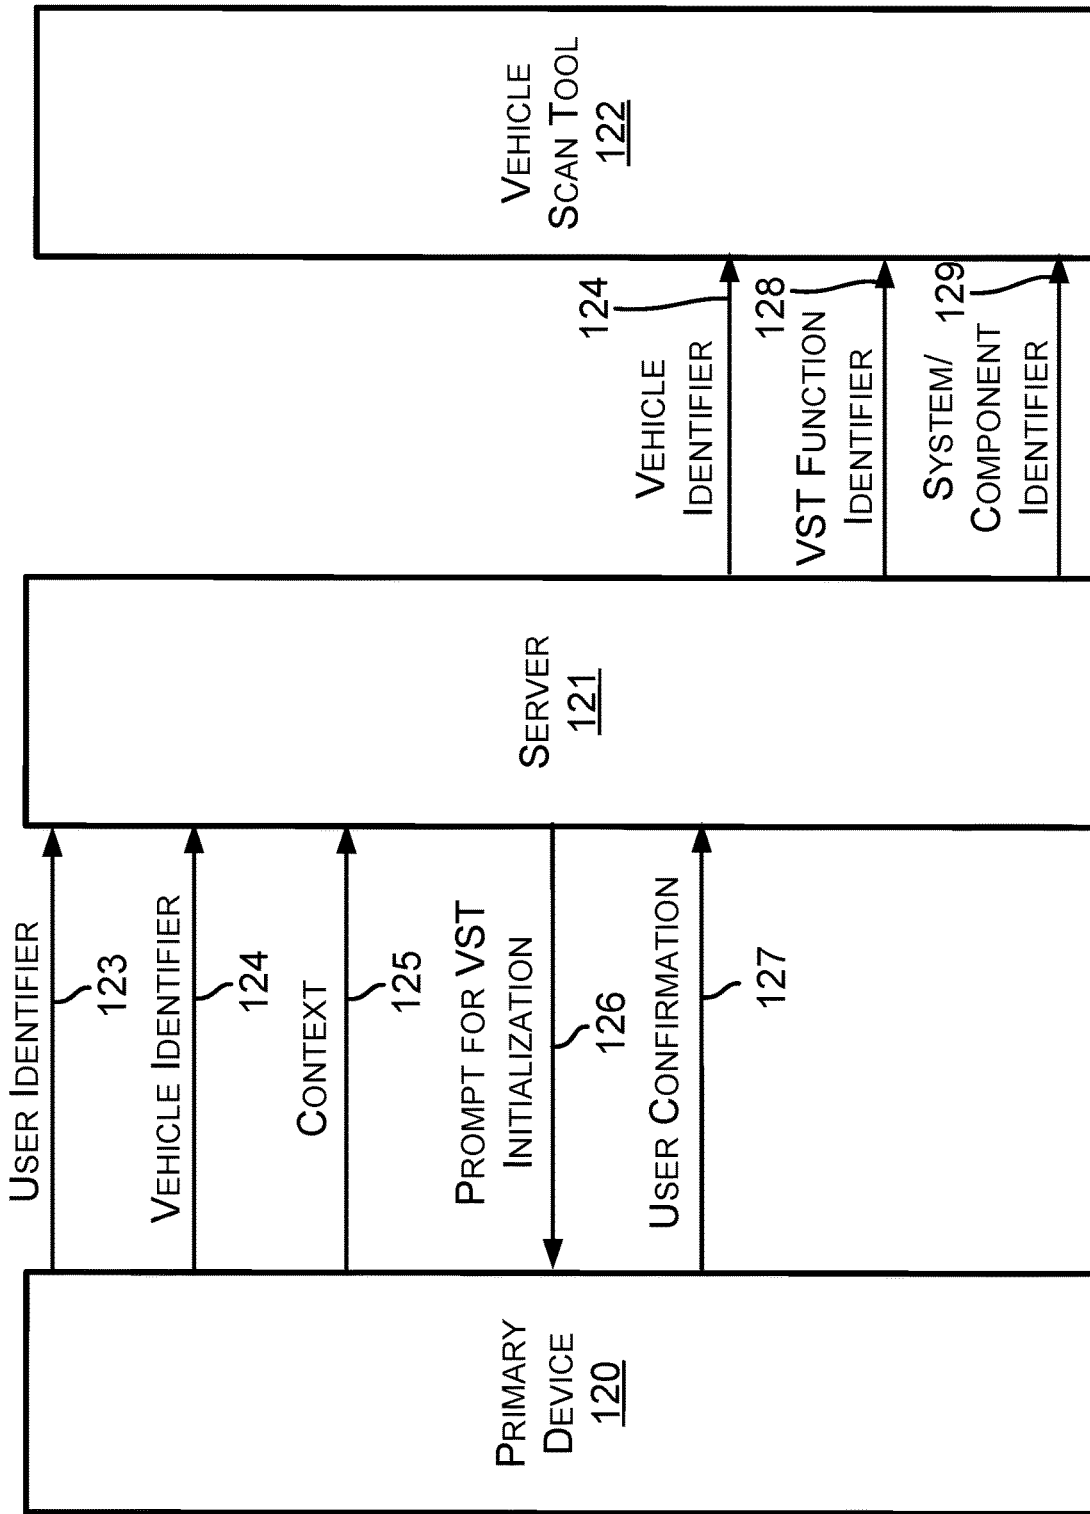 USER IDENTIFIER
123
VEHICLE IDENTIFIER
124
CONTEXT
125
PROMPT FOR VST
INITIALIZATION
126
USER CONFIRMATION
127
PRIMARY
DEVICE
120
SERVER
121
VEHICLE
IDENTIFIER
124
VST FUNCTION
IDENTIFIER
128
SYSTEM/
COMPONENT
IDENTIFIER
129
VEHICLE
SCAN TOOL
122